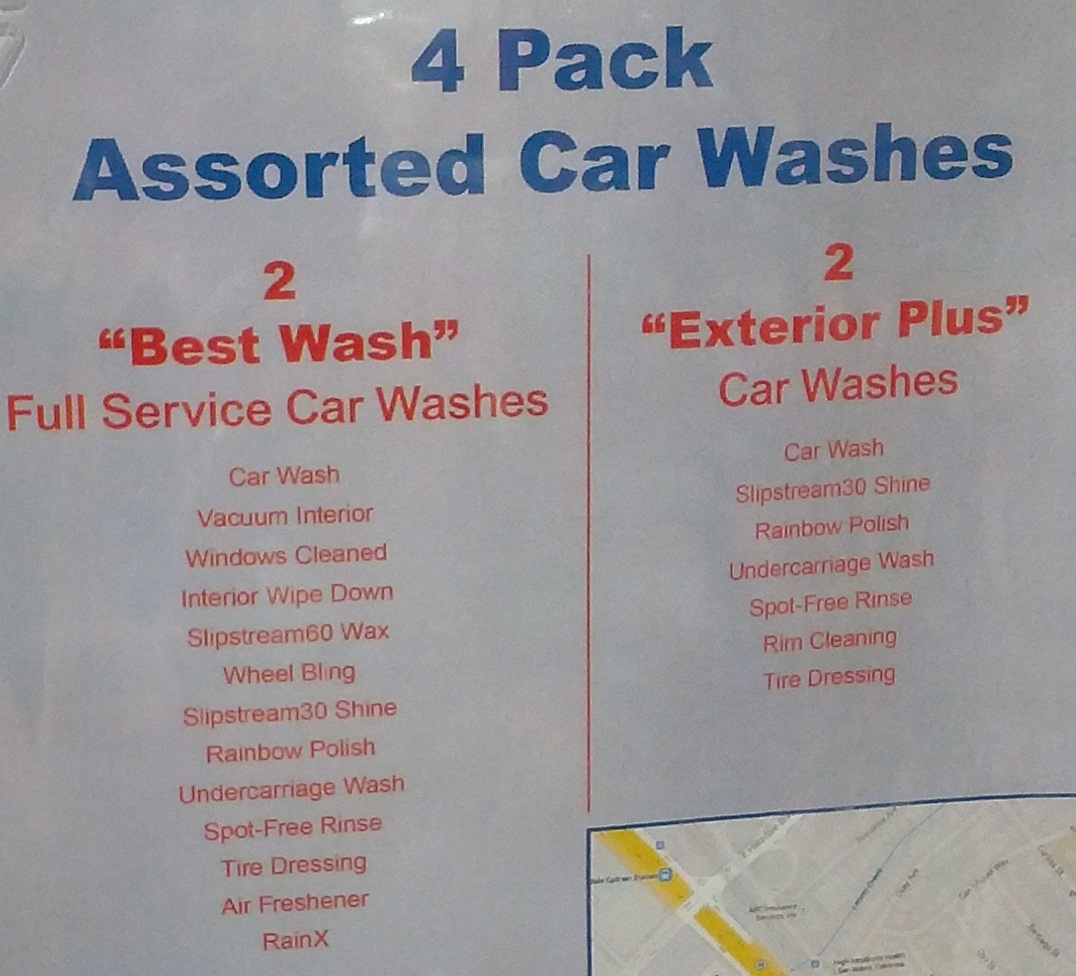 4 Pack
Assorted Car Washes
2
“Best Wash”
Full Service Car Washes
Car Wash
Vacuum Interior
Windows Cleaned
Interior Wipe Down
Slipstream60 Wax
Wheel Bling
Slipstream30 Shine
Rainbow Polish
Undercarriage Wash
Spot-Free Rinse
Tire Dressing
Air Freshener
RainX
2
“Exterior Plus”
Car Washes
Car Wash
Slipstream30 Shine
Rainbow Polish
Undercarriage Wash
Spot-Free Rinse
Rim Cleaning
Tire Dressing